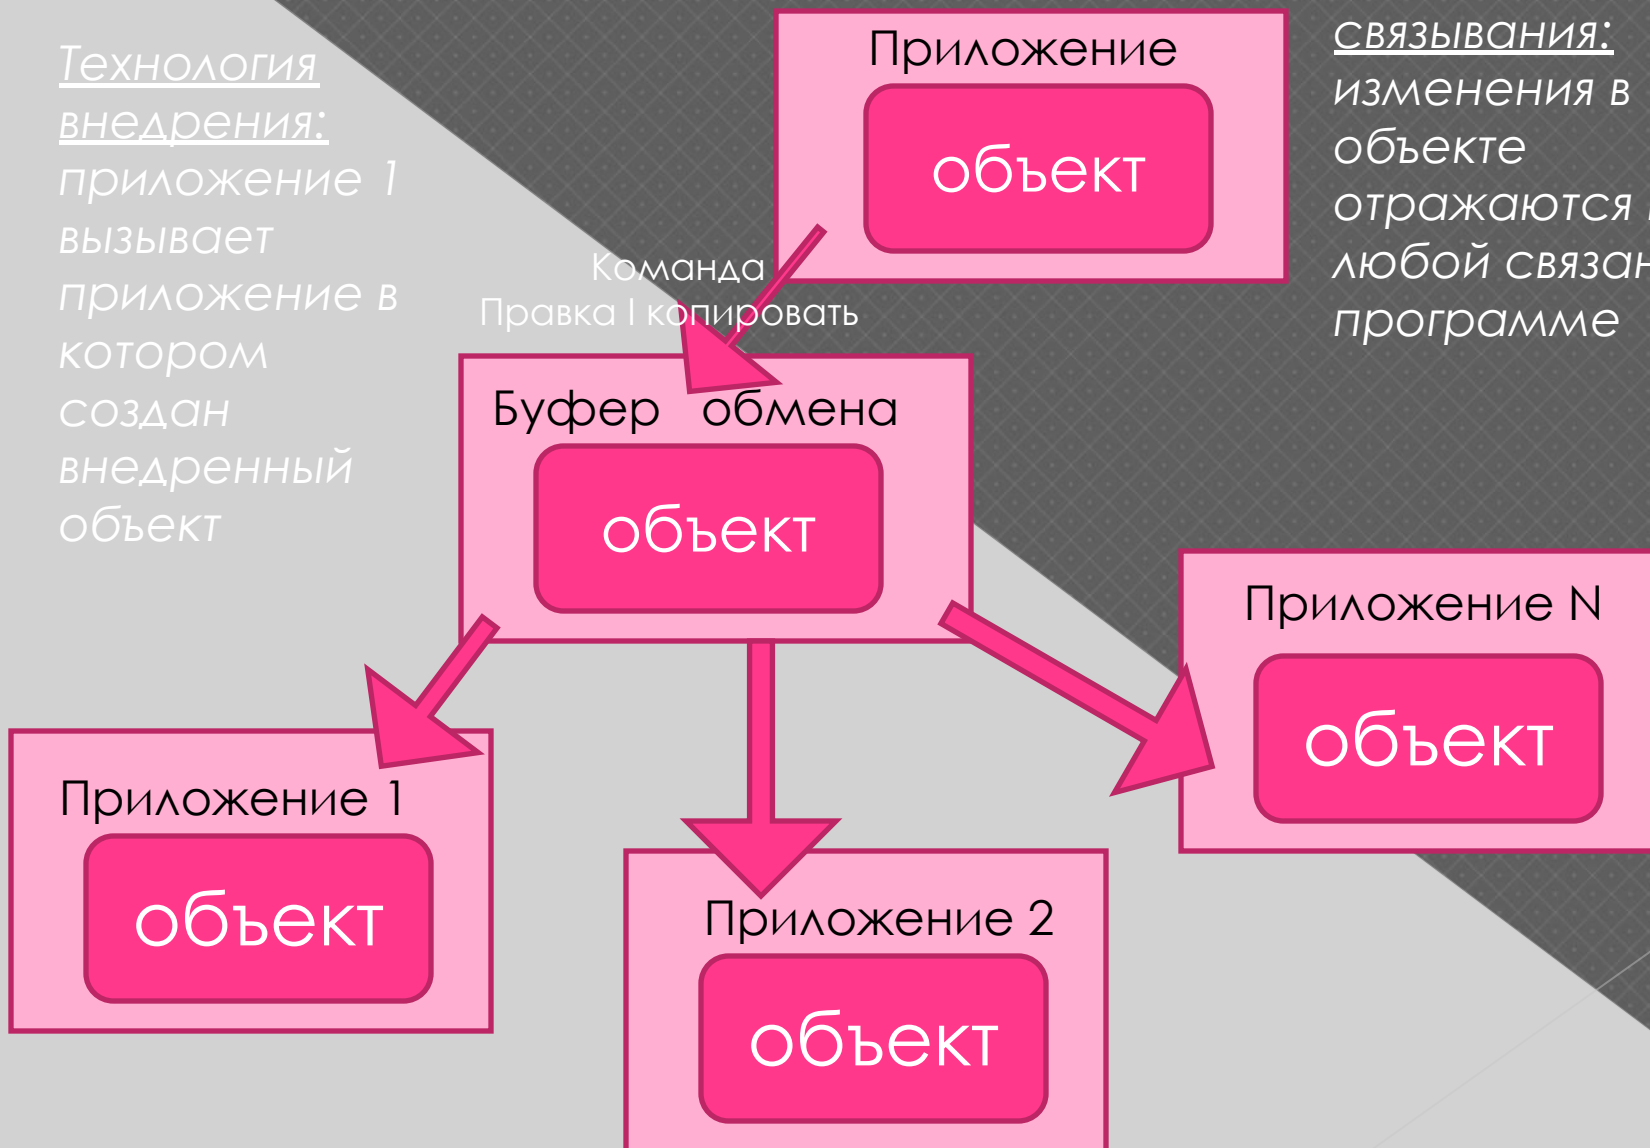 Технология
внедрения:
приложение 1
вызывает
приложение в
котором
создан
внедренный
объект
Приложение
объект
связывания:
изменения в
объекте
отражаются
любой
программе
Команда
Правка I копировать
Буфер обмена
объект
Приложение 1
объект
Приложение 2
объект
Приложение N
объект